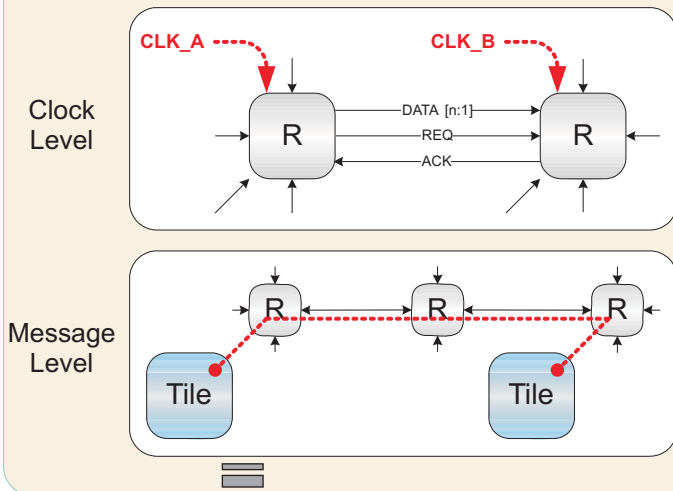 CLK_A
CLK_B
Clock
Level
R
DATA [n:1]
REQ
ACK
R
Message
Level
R
R
R
Tile
Tile